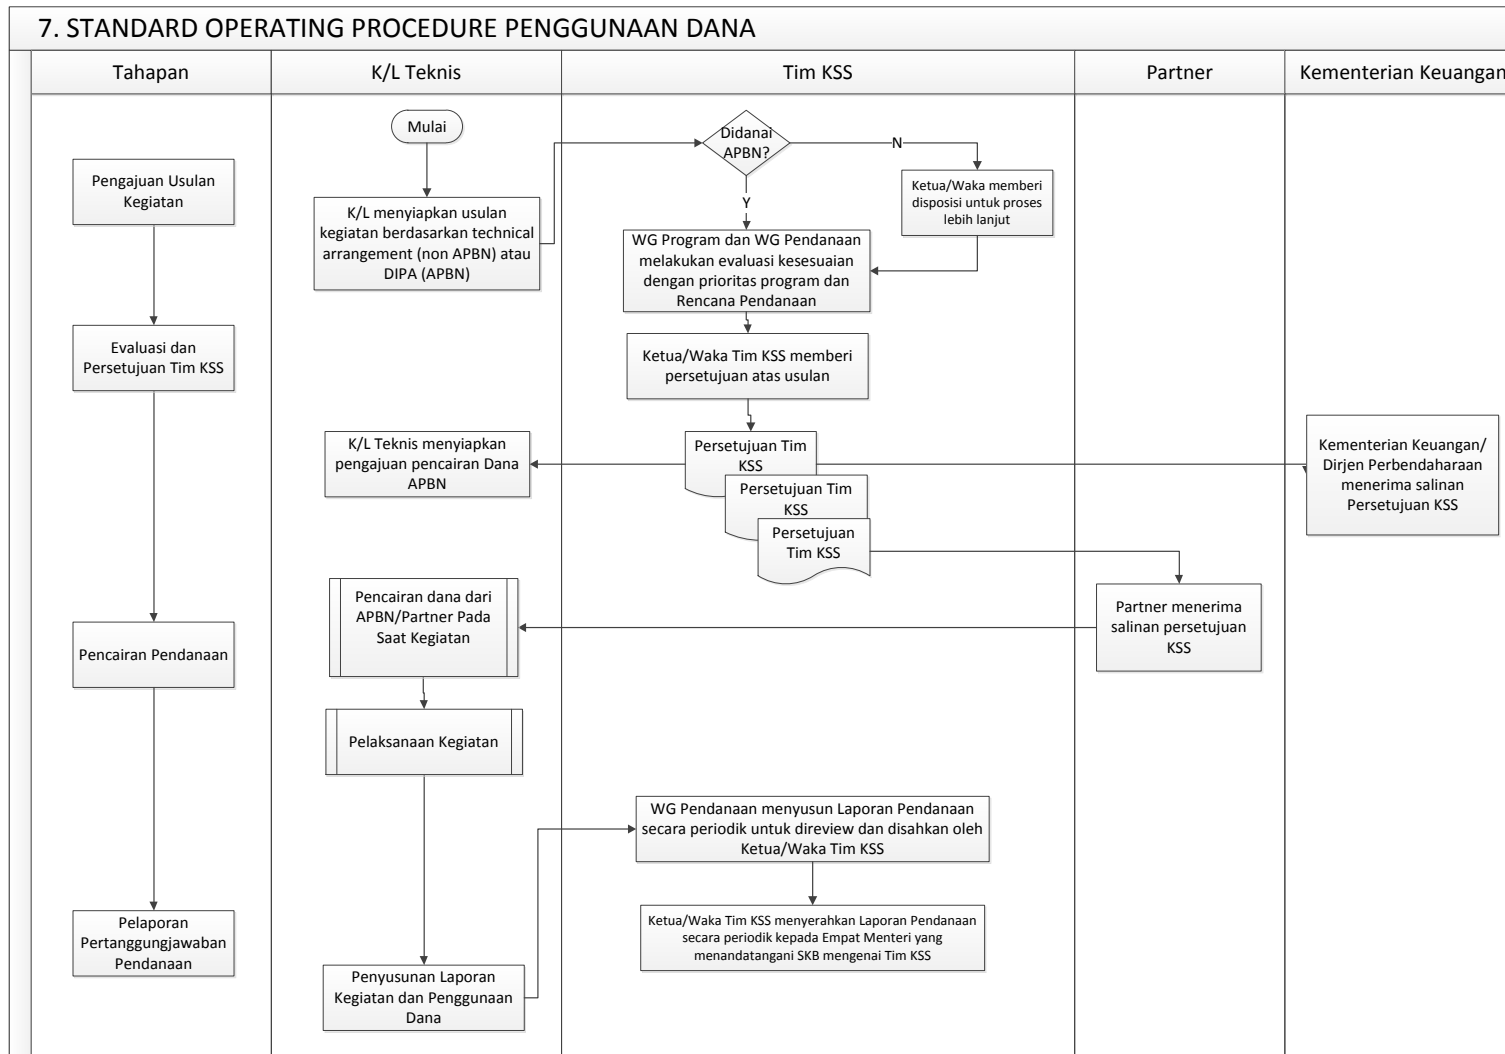 7. STANDARD OPERATING PROCEDURE PENGGUNAAN DANA
Tahapan
K/L Teknis
Tim KSS
Partner
Kementerian Keuangan
Mulai
Didanai
APBN?
N
Y
Pengajuan Usulan
Kegiatan
K/L menyiapkan usulan
kegiatan berdasarkan technical
arrangement (non APBN) atau
DIPA (APBN)
Ketua/Waka memberi
disposisi untuk proses
lebih lanjut
WG Program dan WG Pendanaan
melakukan evaluasi kesesuaian
dengan prioritas program dan
Rencana Pendanaan
Evaluasi dan
Persetujuan Tim KSS
Ketua/Waka Tim KSS memberi
persetujuan atas usulan
K/L Teknis menyiapkan
pengajuan pencairan Dana
APBN
Persetujuan Tim
KSS
Persetujuan Tim
KSS
Persetujuan
Tim KSS
Kementerian Keuangan/
Dirjen Perbendaharaan
menerima salinan
Persetujuan KSS
Pencairan dana dari
APBN/Partner Pada
Saat Kegiatan
Partner menerima
salinan persetujuan
KSS
Pencairan Pendanaan
Pelaksanaan Kegiatan
WG Pendanaan menyusun Laporan Pendanaan
secara periodik untuk direview dan disahkan oleh
Ketua/Waka Tim KSS
Pelaporan
Pertanggungjawaban
Pendanaan
Ketua/Waka Tim KSS menyerahkan Laporan Pendanaan
secara periodik kepada Empat Menteri yang
menandatangani SKB mengenai Tim KSS
Penyusunan Laporan
Kegiatan dan Penggunaan
Dana